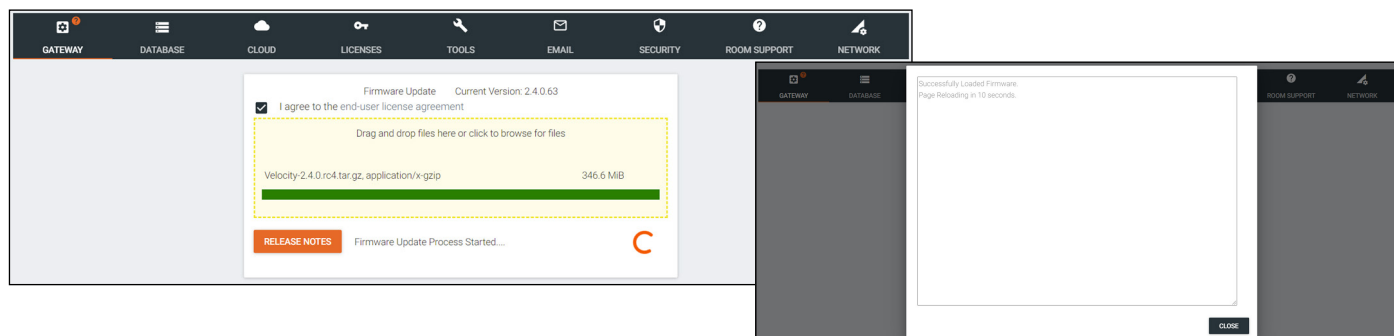 GATEWAY DATABASE CLOUD LICENSES TOOLS EMAIL SECURITY ROOM SUPPORT NETWORK
Firmware Update Current Version: 2.4.0.63
I agree to the end-user license agreement
Drag and drop files here or click to browse for files
Velocity-2.4.0.rc4.tar.gz, application/x-gzip 346.6 MiB
RELEASE NOTES Firmware Update Process Started....
GATEWAY DATABASE ROOM SUPPORT NETWORK
Successfully Loaded Firmware.
Page Reloading in 10 seconds.
CLOSE